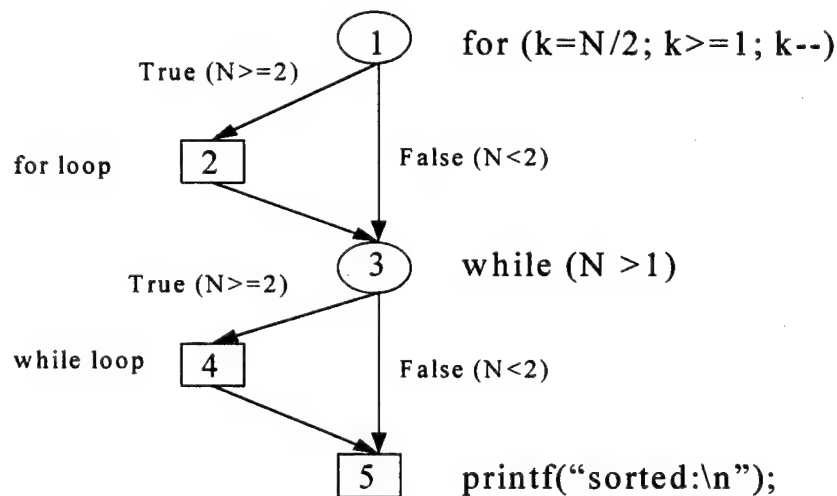 1 for (k=N/2; k>=1; k--)
True (N>=2)
for loop 2 False (N<2)
3 while (N >1)
True (N>=2)
while loop 4 False (N<2)
5 printf(“sorted:\n”);